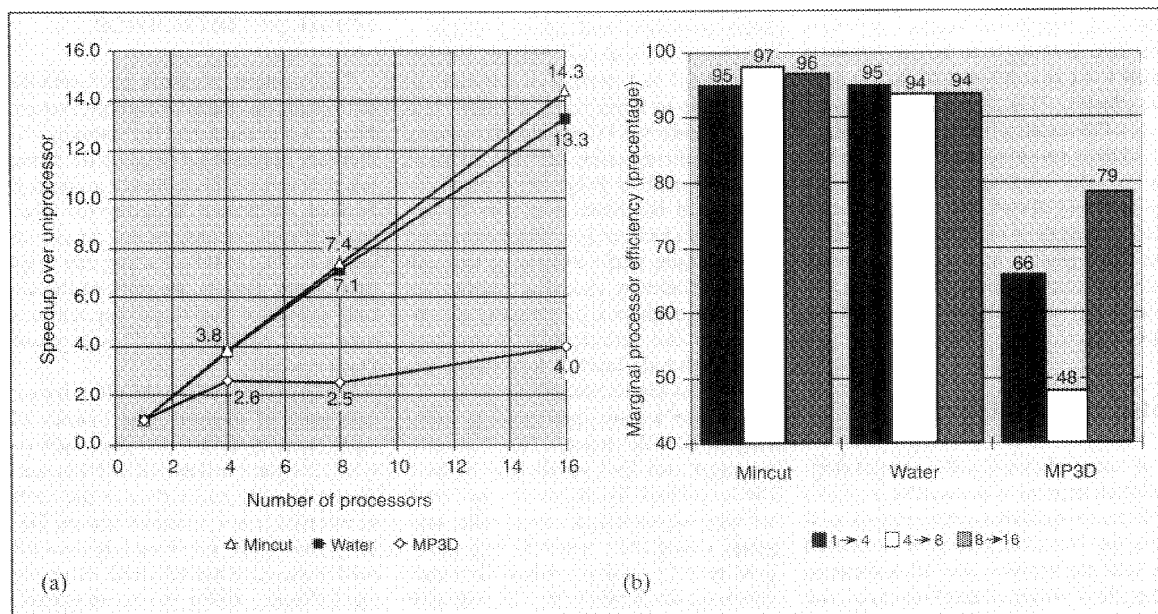 16.0
14.0
12.0
10.0
8.0
6.0
4.0
2.0
0.0
Speedup over uniprocessor
14.3
13.3
7.4
7.1
3.8
2.6
2.5
4.0
0 2 4 6 8 10 12 14 16
Number of processors
Mincut Water MP3D
(a)
100
90
80
70
60
50
40
Marginal processor efficiency (precentage)
95 97 96
95 94 94
66 48 79
Mincut Water MP3D
1→4 4→8 8→16
(b)